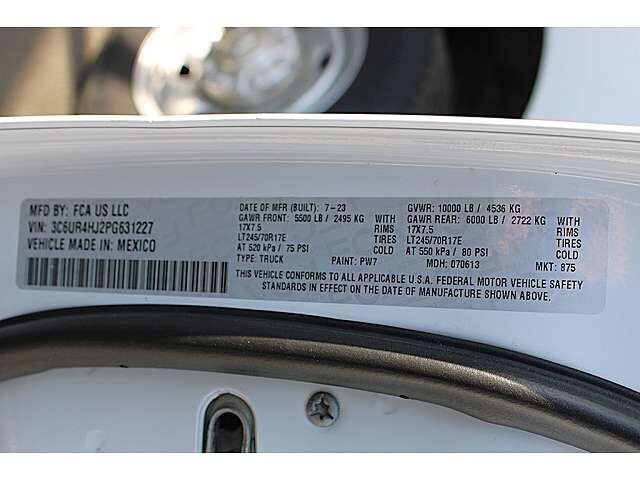 MFD BY: FCA US LLC
VIN: 3C6UR4HJ2PG631227
VEHICLE MADE IN: MEXICO
DATE OF MFR (BUILT): 7-23
GAWR FRONT: 5500 LB / 2495 KG WITH
17X7.5 RIMS
LT245/70R17E TIRES
AT 520 kPa / 75 PSI COLD
TYPE: TRUCK PAINT: PW7
GVWR: 10000 LB / 4536 KG
GAWR REAR: 6000 LB / 2722 KG WITH
17X7.5 RIMS
LT245/70R17E TIRES
AT 550 kPa / 80 PSI COLD
MDH: 070613 MKT: 875
THIS VEHICLE CONFORMS TO ALL APPLICABLE U.S.A. FEDERAL MOTOR VEHICLE SAFETY
STANDARDS IN EFFECT ON THE DATE OF MANUFACTURE SHOWN ABOVE.